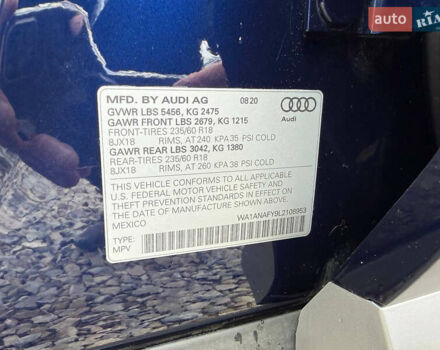 auto RIA
MFD. BY AUDI AG 08 20
GVWR LBS 5456, KG 2475
GAWR FRONT LBS 2679, KG 1215
FRONT-TIRES 235/60 R18
8JX18 RIMS, AT 240 KPA 35 PSI COLD
GAWR REAR LBS 3042, KG 1380
REAR-TIRES 235/60 R18
8JX18 RIMS, AT 260 KPA 38 PSI COLD
Audi
THIS VEHICLE CONFORMS TO ALL APPLICABLE
U.S. FEDERAL MOTOR VEHICLE SAFETY AND
THEFT PREVENTION STANDARDS IN EFFECT ON
THE DATE OF MANUFACTURE SHOWN ABOVE.
MEXICO
WA1ANAFY9L2108953
TYPE:
MPV